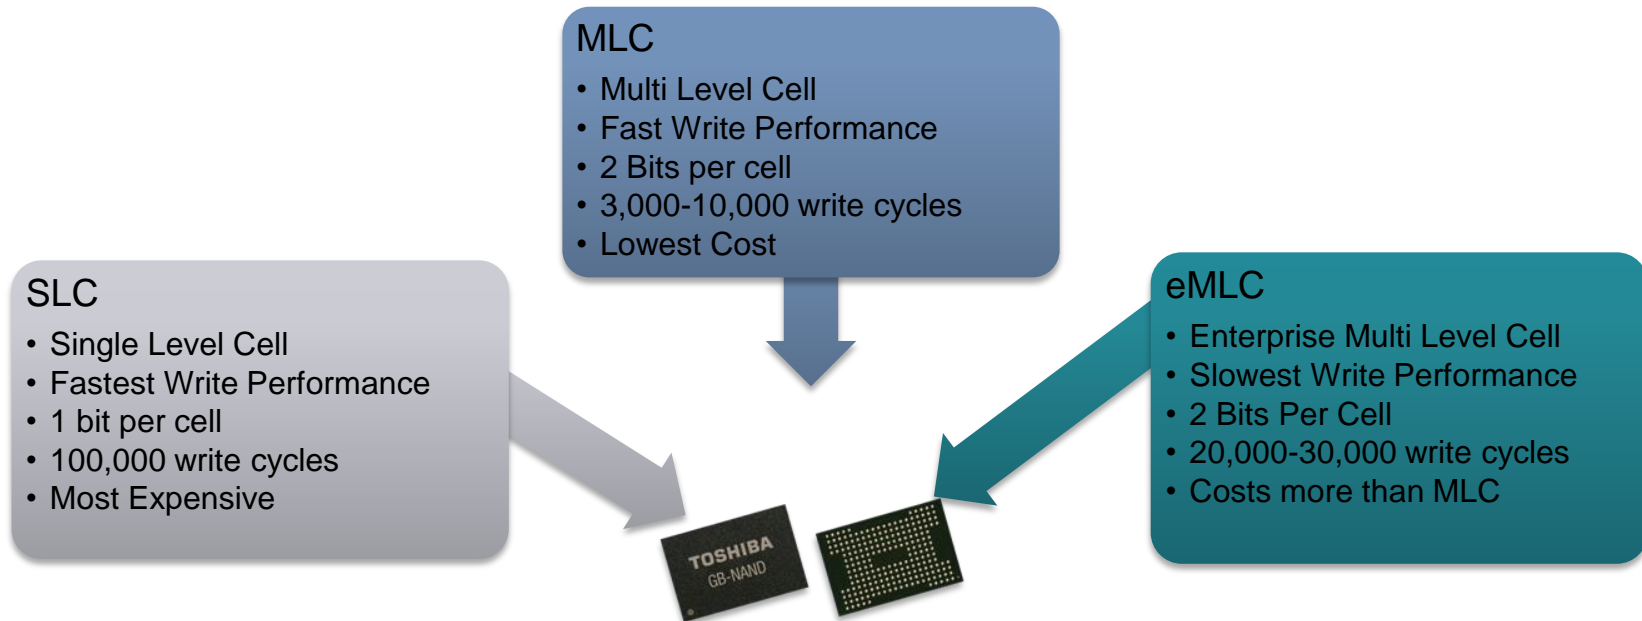 MLC
• Multi Level Cell
• Fast Write Performance
• 2 Bits per cell
• 3,000-10,000 write cycles
• Lowest Cost
SLC
• Single Level Cell
• Fastest Write Performance
• 1 bit per cell
• 100,000 write cycles
• Most Expensive
eMLC
• Enterprise Multi Level Cell
• Slowest Write Performance
• 2 Bits Per Cell
• 20,000-30,000 write cycles
• Costs more than MLC
TOSHIBA
GB-NAND